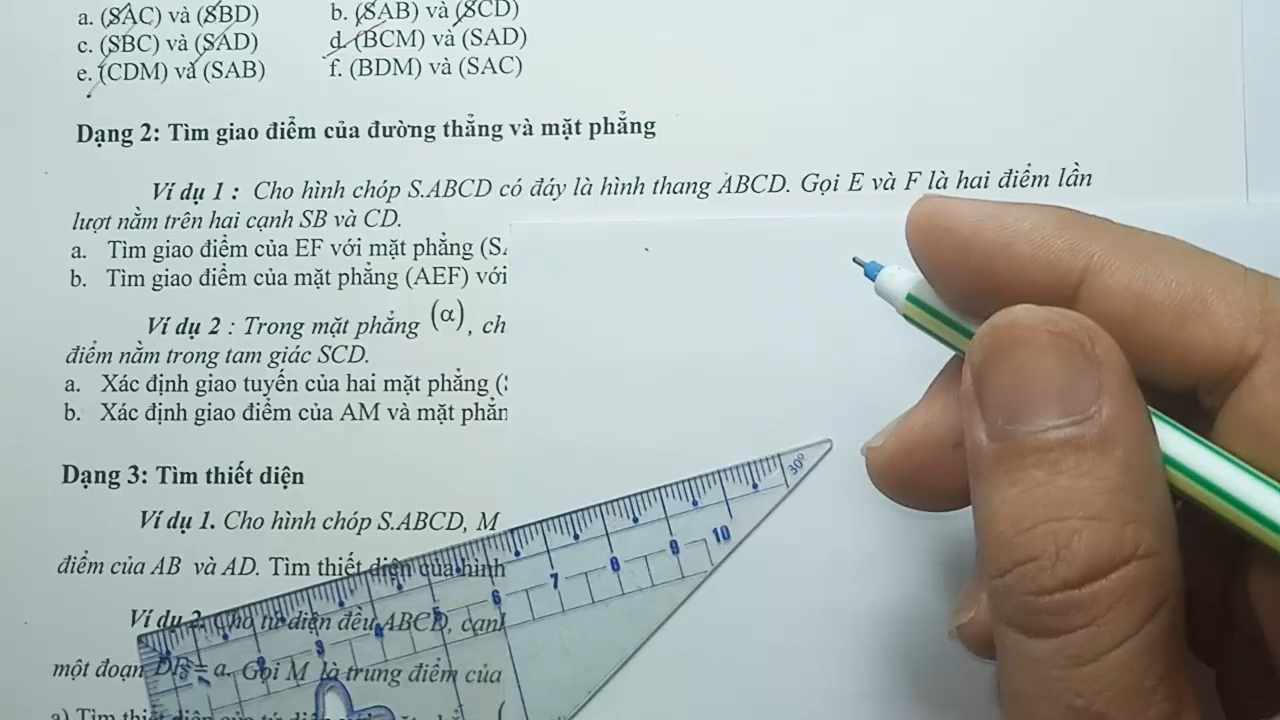 a. (SAC) và (SBD) b. (SAB) và (SCD)
c. (SBC) và (SAD) d. (BCM) và (SAD)
e. (CDM) và (SAB) f. (BDM) và (SAC)
Dạng 2: Tìm giao điểm của đường thẳng và mặt phẳng
Ví dụ 1 : Cho hình chóp S.ABCD có đáy là hình thang ABCD. Gọi E và F là hai điểm lần
lượt nằm trên hai cạnh SB và CD.
a. Tìm giao điểm của EF với mặt phẳng (S
b. Tìm giao điểm của mặt phẳng (AEF) với
Ví dụ 2 : Trong mặt phẳng (α), ch
điểm nằm trong tam giác SCD.
a. Xác định giao tuyến của hai mặt phẳng (
b. Xác định giao điểm của AM và mặt phẳn
Dạng 3: Tìm thiết diện
Ví dụ 1. Cho hình chóp S.ABCD, M
điểm của AB và AD. Tìm thiết diện của hình
Ví dụ 2. Cho tứ diện đều ABCD, cạn
một đoạn = a. Gọi M là trung điểm của
a) Tìm thiết diện của tứ diện
30°
3 4 5 6 7 8 9 10